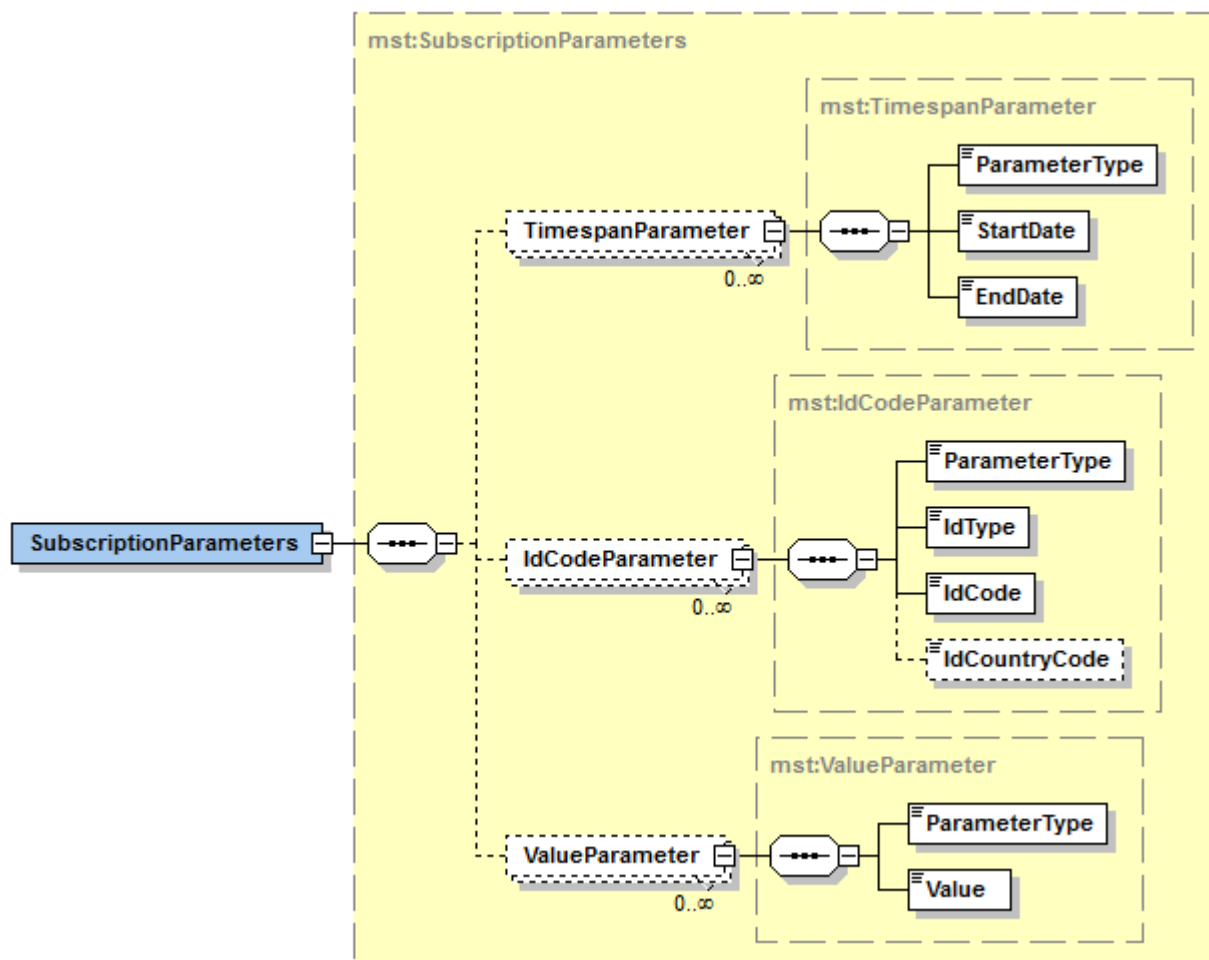 mst:SubscriptionParameters
mst:TimespanParameter
ParameterType
TimespanParameter
StartDate
0..∞
EndDate
mst:IdCodeParameter
ParameterType
IdType
SubscriptionParameters
IdCodeParameter
IdCode
0..∞
IdCountryCode
mst:ValueParameter
ParameterType
ValueParameter
Value
0..∞